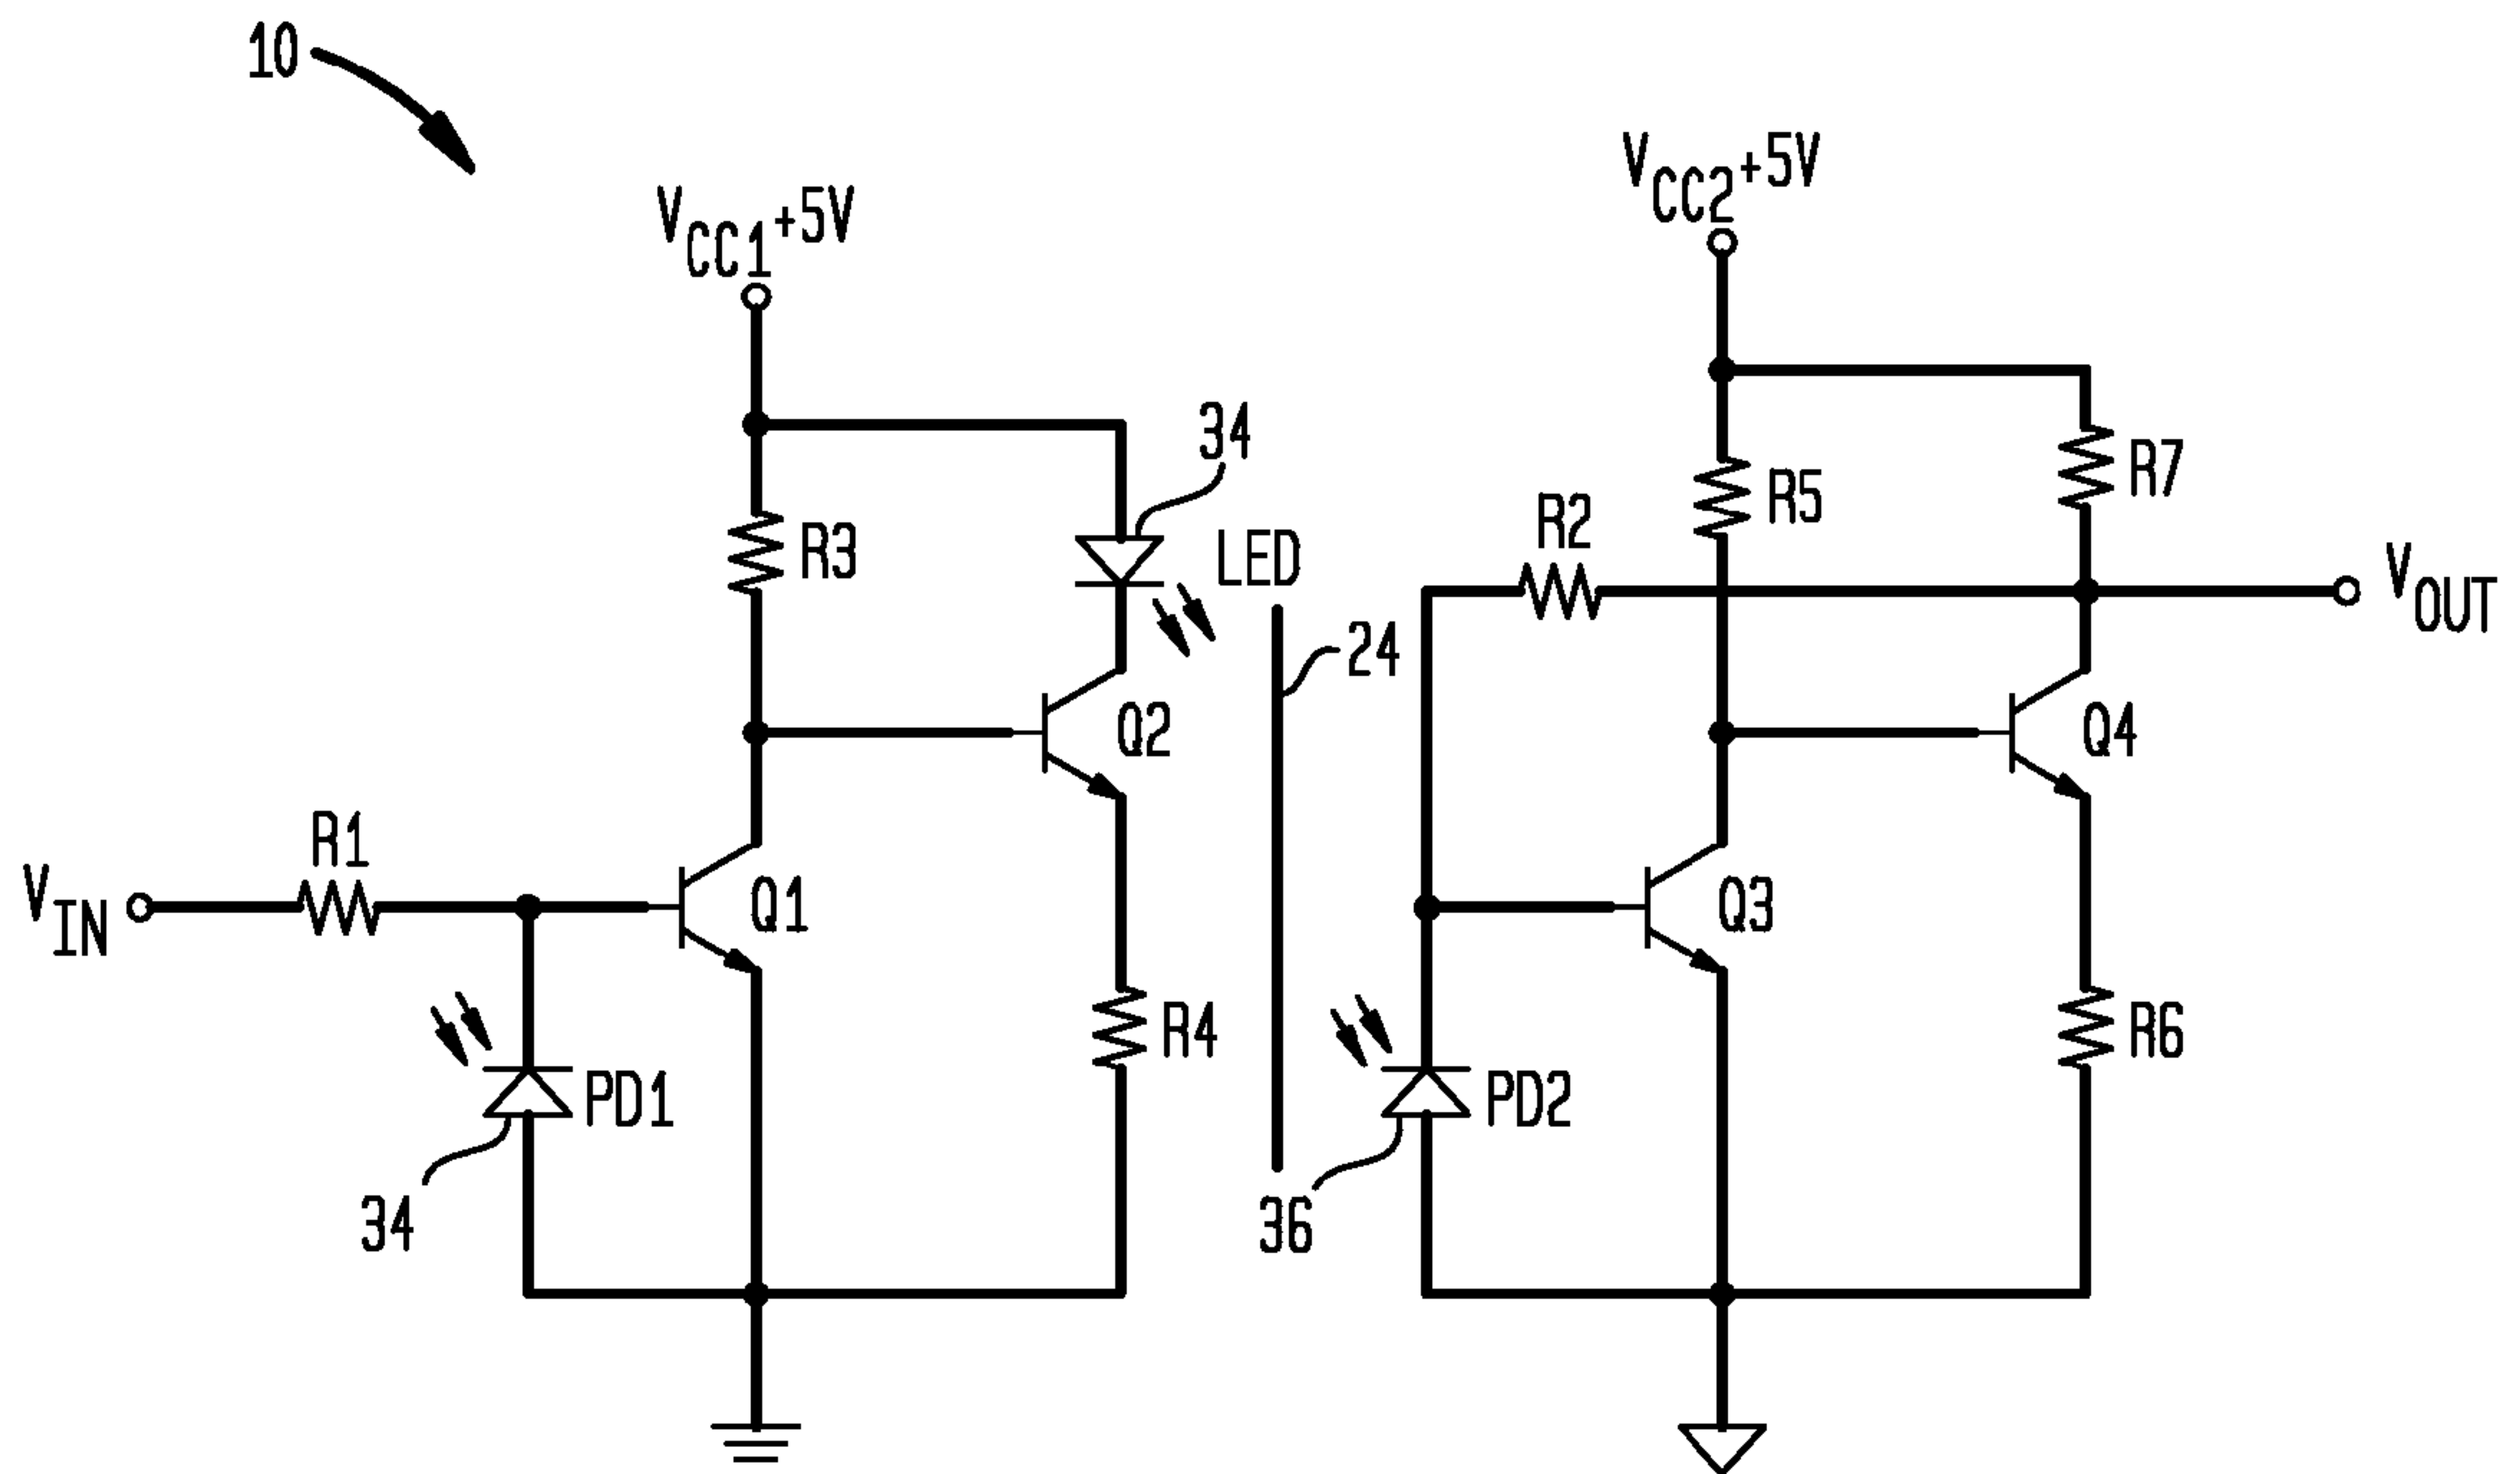 10
VCC1+5V
VCC2+5V
34
R7
R5
R2
R3
LED
VOUT
24
Q2
Q4
R1
VIN
Q1
Q3
R4
R6
PD1
PD2
34
36